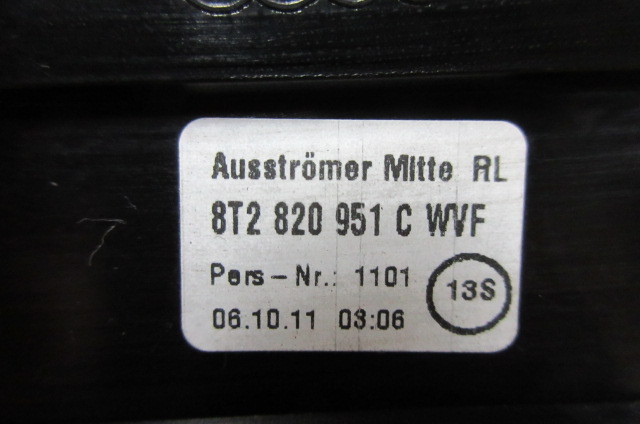 Ausströmer Mitte RL
8T2 820 951 C WVF
Pers-Nr.: 1101
13S
06.10.11 03:06